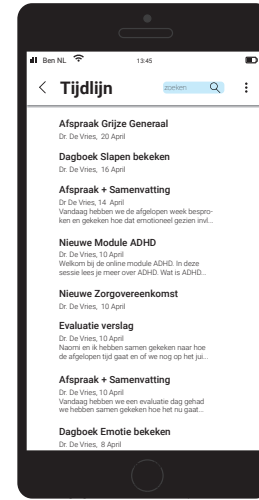 Ben NL 13:45
Tijdlijn zoeken
Afspraak Grijze Generaal
Dr. De Vries, 20 April
Dagboek Slapen bekeken
Dr. De Vries, 16 April
Afspraak + Samenvatting
Dr. De Vries, 14 April
Vandaag hebben we de afgelopen week bespro-
ken en gekeken hoe dat emotioneel gezien invl...
Nieuwe Module ADHD
Dr. De Vries, 10 April
Welkom bij de online module ADHD. In deze
sessie lees je meer over ADHD. Wat is ADHD...
Nieuwe Zorgovereenkomst
Dr. De Vries, 10 April
Evaluatie verslag
Dr. De Vries, 10 April
Naomi en ik hebben samen gekeken naar hoe
de afgelopen tijd gaat en of we nog op het jui...
Afspraak + Samenvatting
Dr. De Vries, 10 April
Vandaag hebben we een evaluatie dag gehad
we hebben samen gekeken hoe het nu gaat...
Dagboek Emotie bekeken
Dr. De Vries, 8 April